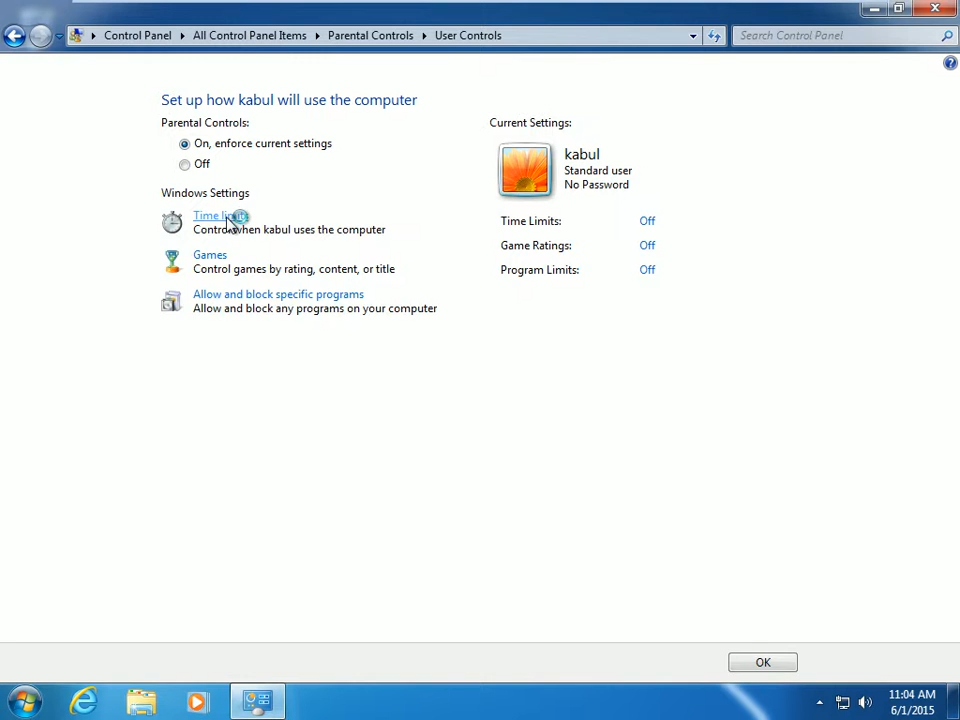 Control Panel
All Control Panel Items
Parental Controls
User Controls
Search Control Panel
Set up how kabul will use the computer
Parental Controls:
On, enforce current settings
Off
Windows Settings
Time limits
Control when kabul uses the computer
Games
Control games by rating, content, or title
Allow and block specific programs
Allow and block any programs on your computer
Current Settings:
kabul
Standard user
No Password
Time Limits: Off
Game Ratings: Off
Program Limits: Off
OK
11:04 AM
6/1/2015